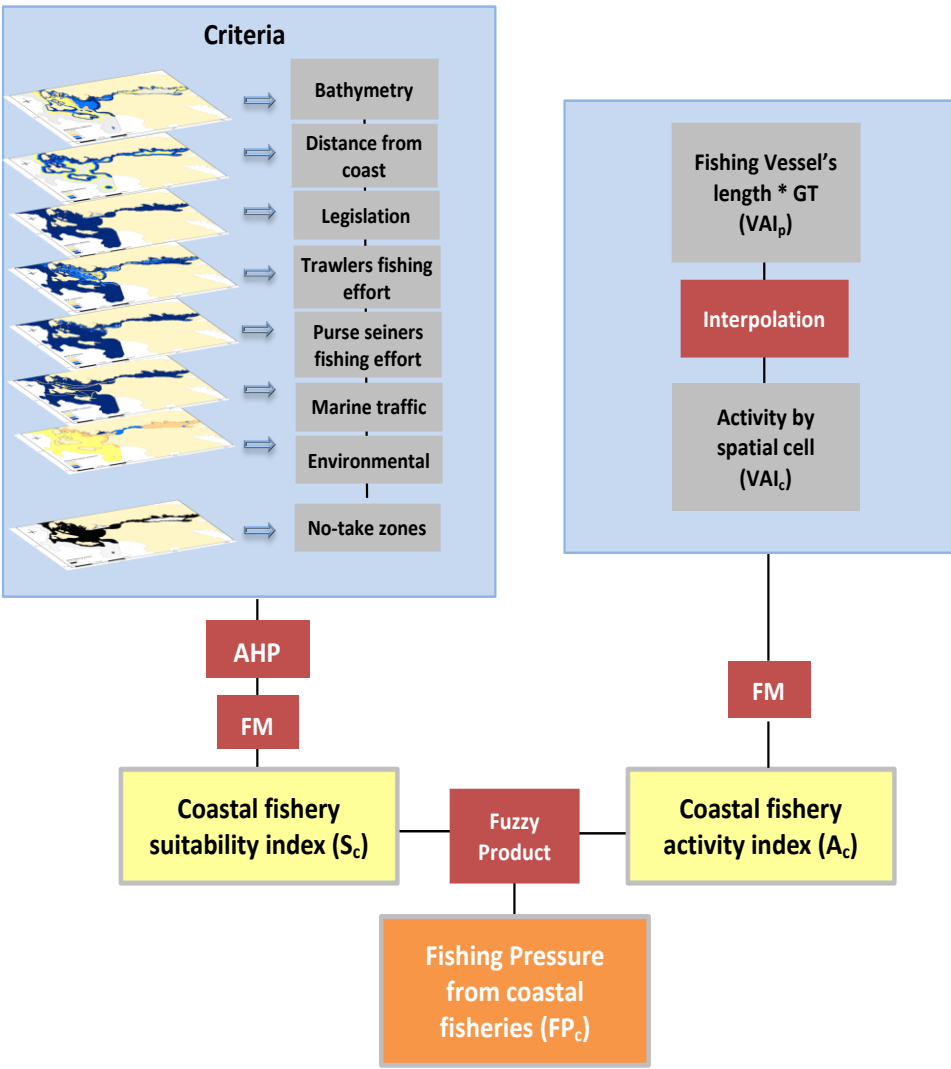 Criteria
Bathymetry
Distance from
coast
Legislation
Trawlers fishing
effort
Purse seiners
fishing effort
Marine traffic
Environmental
No-take zones
Fishing Vessel's
length * GT
(VAIp)
Interpolation
Activity by
spatial cell
(VAIc)
AHP
FM
FM
Coastal fishery
suitability index (Sc)
Fuzzy
Product
Coastal fishery
activity index (Ac)
Fishing Pressure
from coastal
fisheries (FPc)